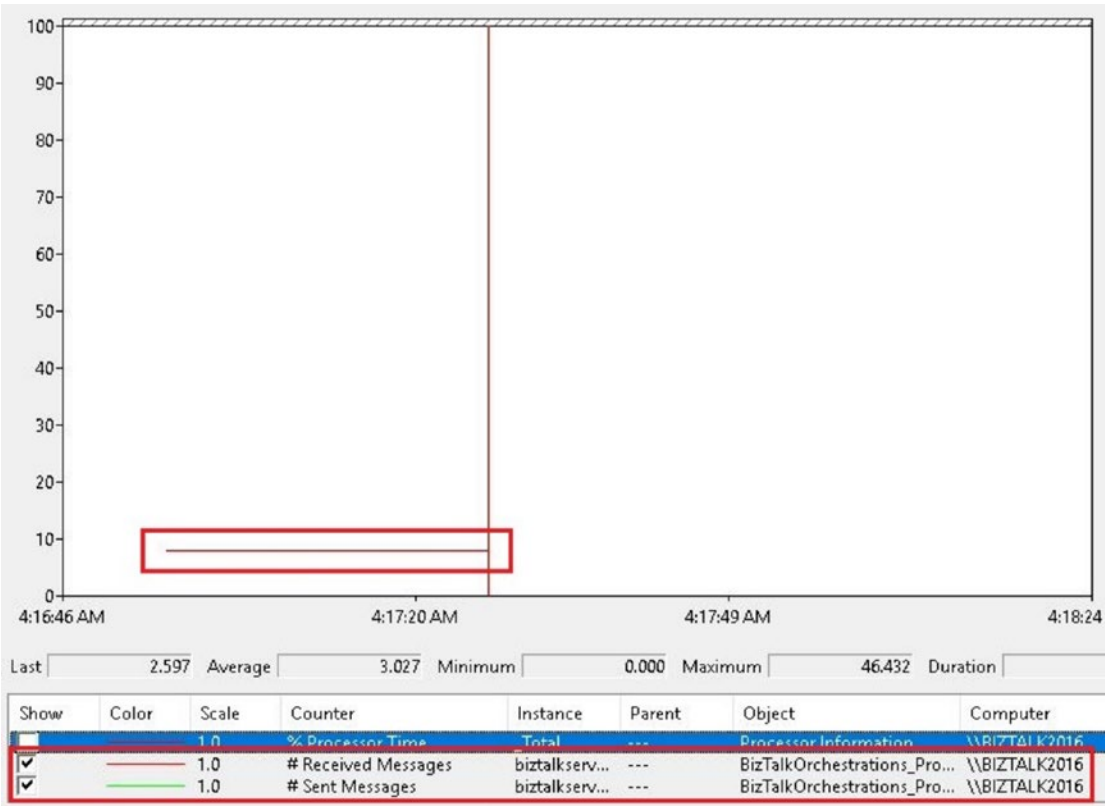 100
90
80
70
60
50
40
30
20
10
0
4:16:46 AM 4:17:20 AM 4:17:49 AM 4:18:24
Last 2.597 Average 3.027 Minimum 0.000 Maximum 46.432 Duration
Show Color Scale Counter Instance Parent Object Computer
1.0 % Processor Time _Total --- Processor Information \\BIZTALK2016
1.0 # Received Messages biztalkserv... --- BizTalkOrchestrations_Pro... \\BIZTALK2016
1.0 # Sent Messages biztalkserv... --- BizTalkOrchestrations_Pro... \\BIZTALK2016